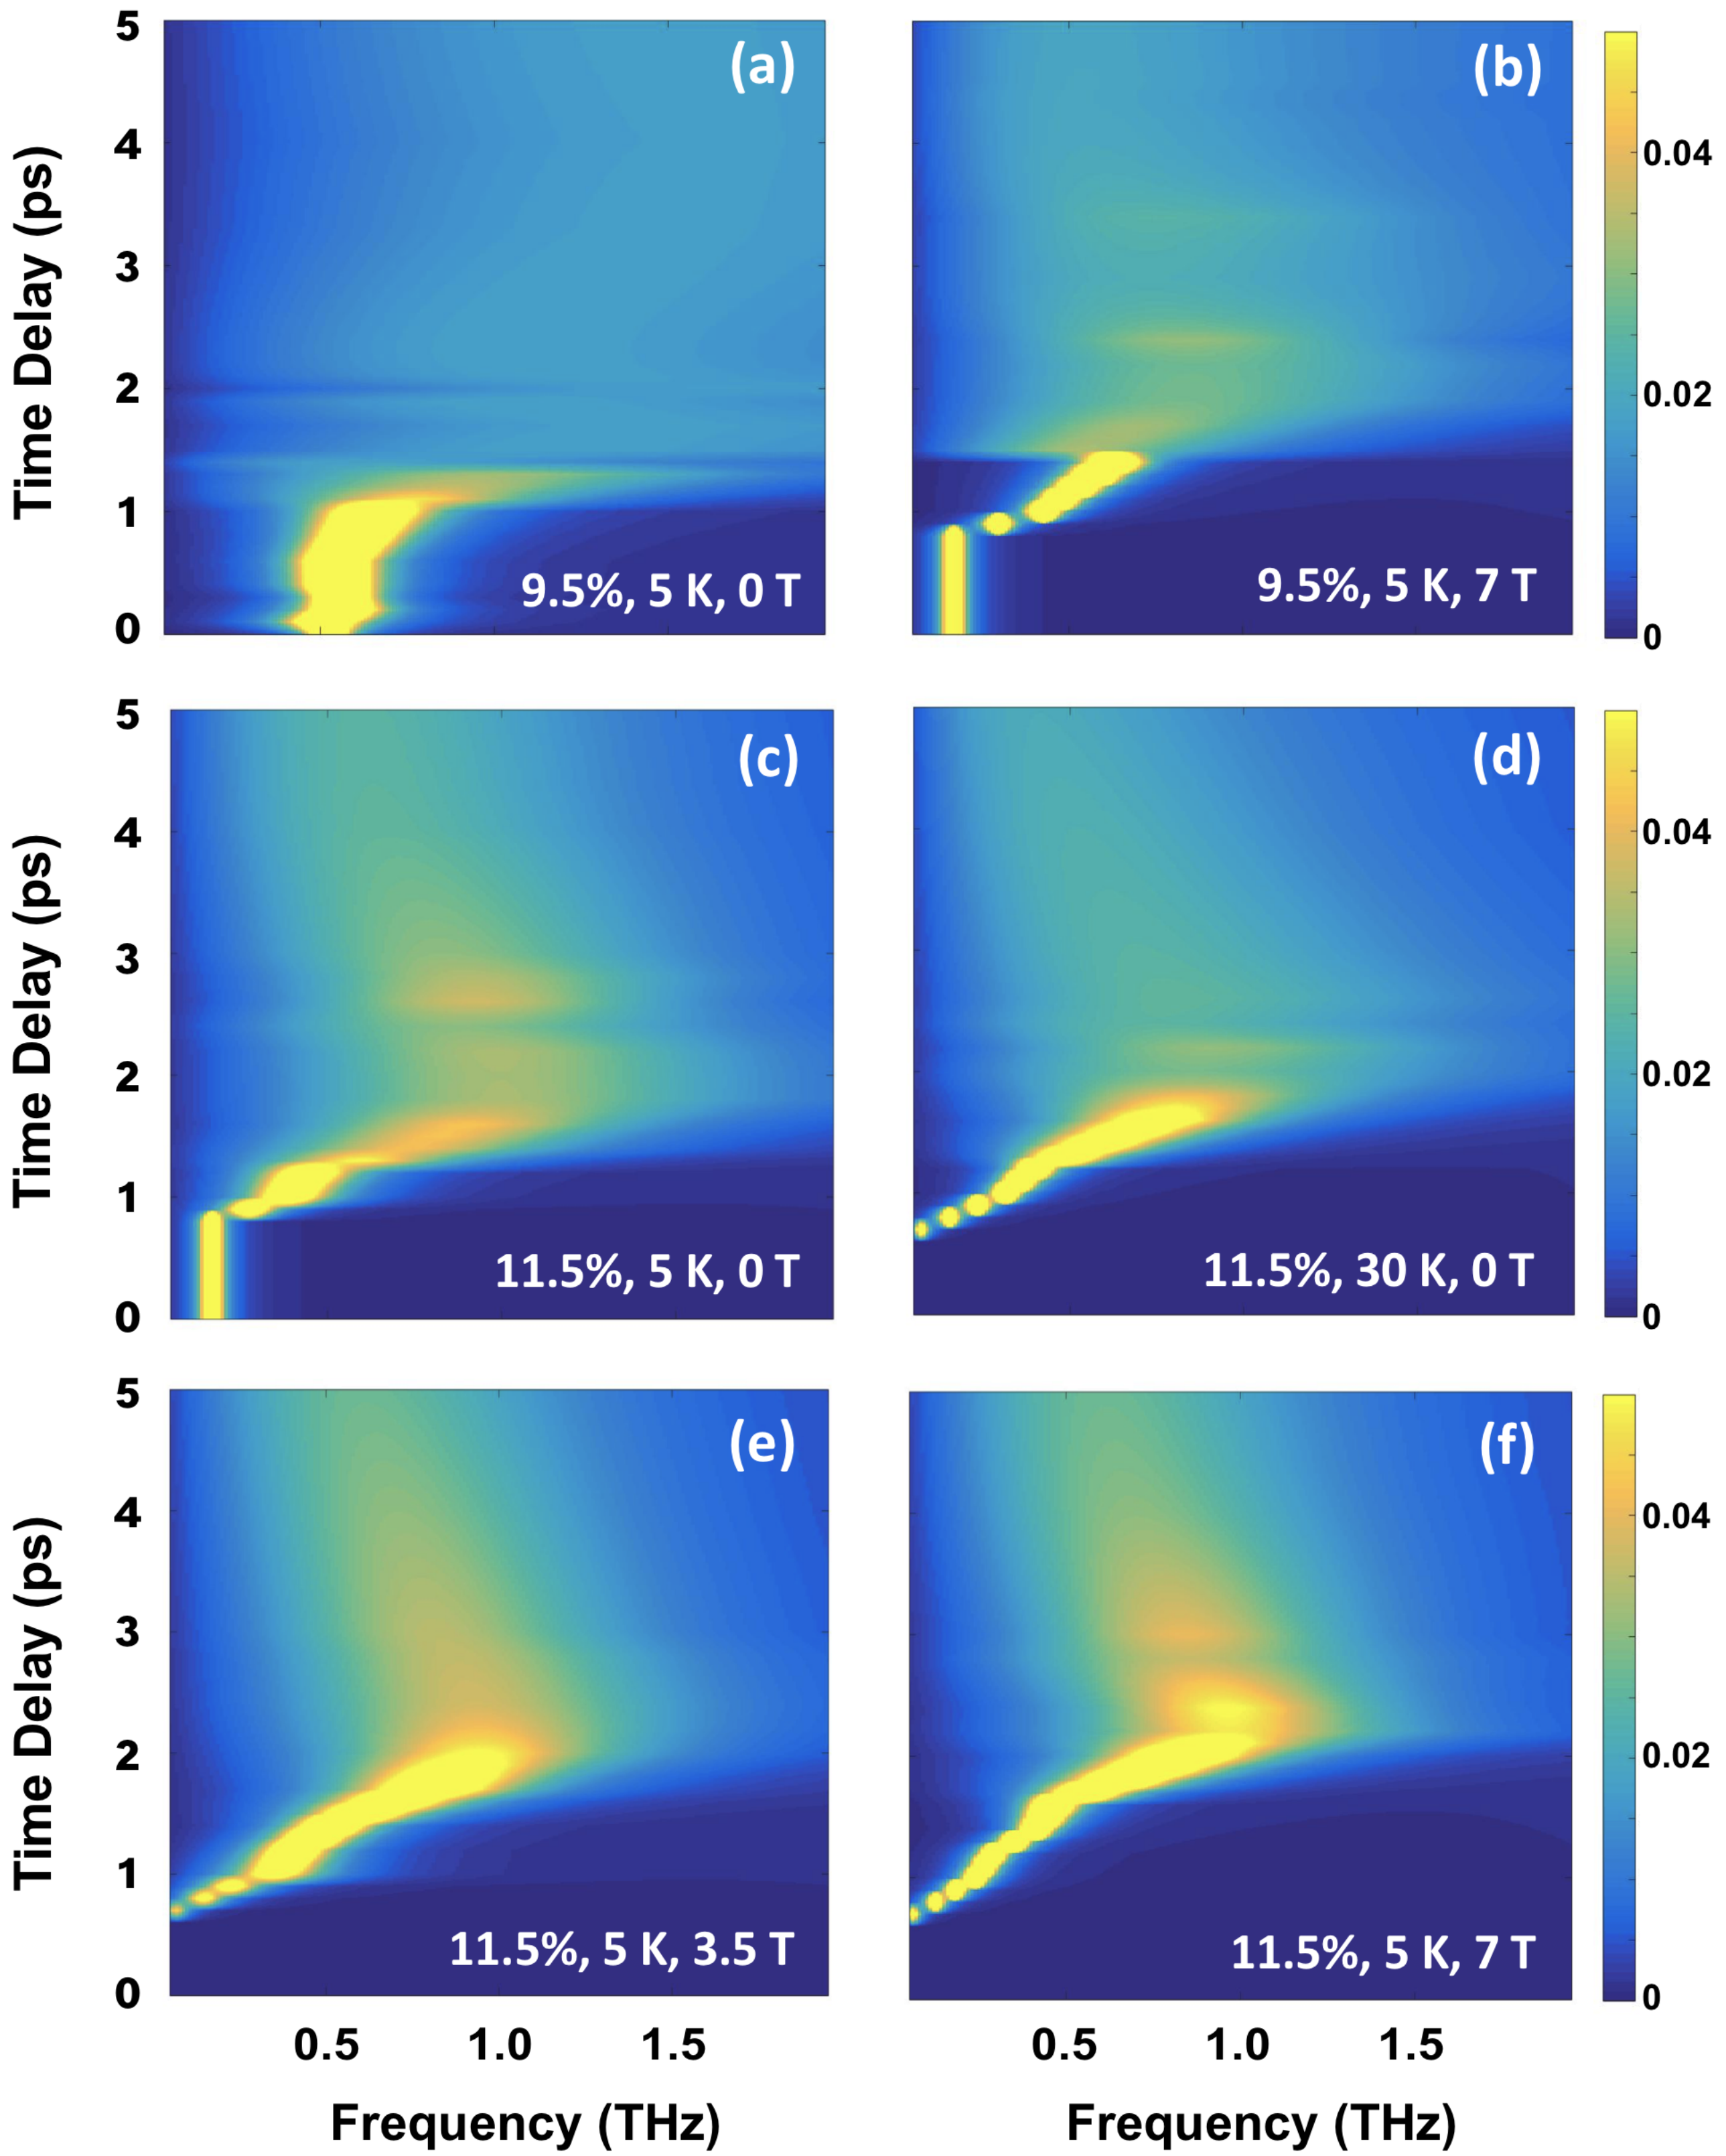 (a)
(b)
5
4
3
2
1
0
Time Delay (ps)
9.5%, 5 K, 0 T
9.5%, 5 K, 7 T
0.04
0.02
0
(c)
(d)
5
4
3
2
1
0
Time Delay (ps)
11.5%, 5 K, 0 T
11.5%, 30 K, 0 T
0.04
0.02
0
(e)
(f)
5
4
3
2
1
0
Time Delay (ps)
11.5%, 5 K, 3.5 T
11.5%, 5 K, 7 T
0.04
0.02
0
0.5 1.0 1.5
0.5 1.0 1.5
Frequency (THz)
Frequency (THz)